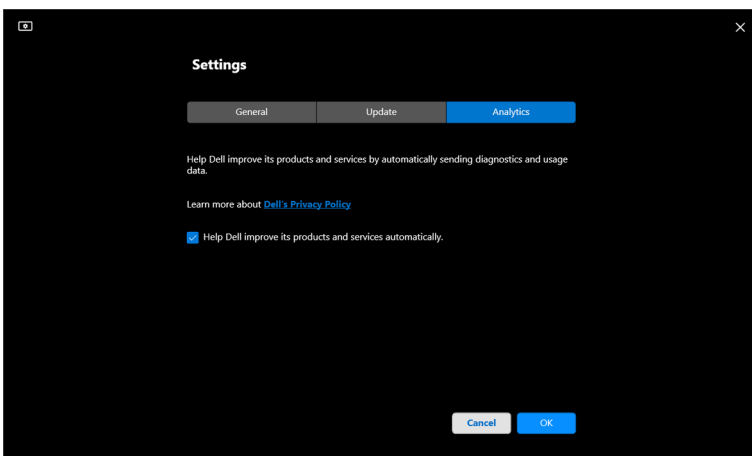 Settings
General
Update
Analytics
Help Dell improve its products and services by automatically sending diagnostics and usage
data.
Learn more about Dell's Privacy Policy
Help Dell improve its products and services automatically.
Cancel
OK